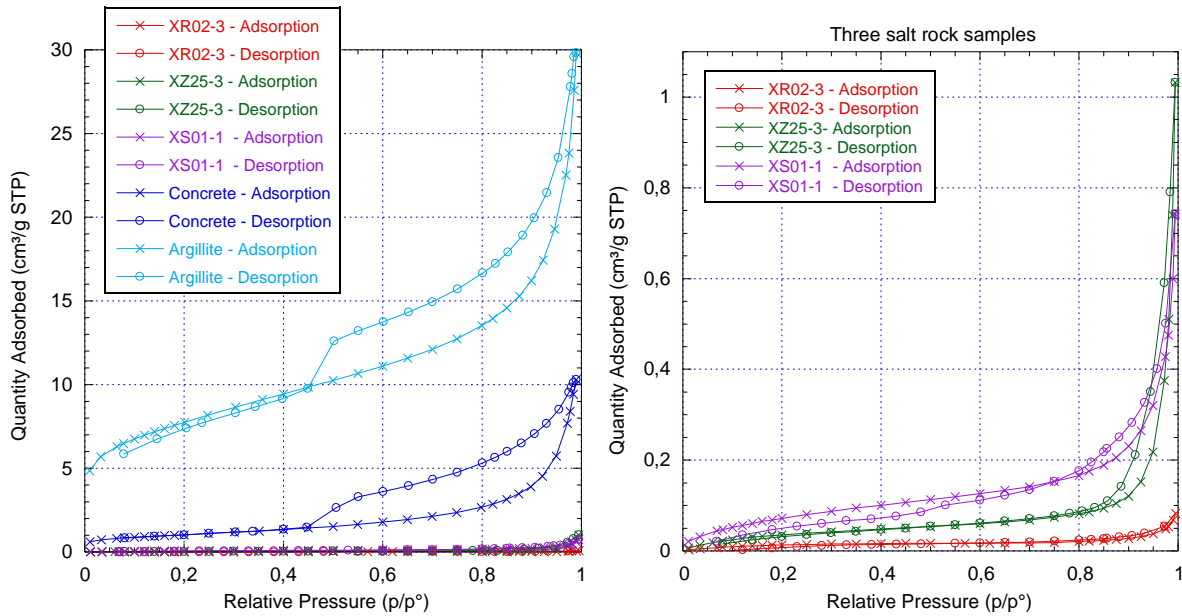 XR02-3 - Adsorption
XR02-3 - Desorption
XZ25-3 - Adsorption
XZ25-3 - Desorption
XS01-1 - Adsorption
XS01-1 - Desorption
Concrete - Adsorption
Concrete - Desorption
Argillite - Adsorption
Argillite - Desorption
30
25
20
15
10
5
0
Quantity Adsorbed (cm³/g STP)
0 0,2 0,4 0,6 0,8 1
Relative Pressure (p/p°)
Three salt rock samples
XR02-3 - Adsorption
XR02-3 - Desorption
XZ25-3- Adsorption
XZ25-3 - Desorption
XS01-1 - Adsorption
XS01-1 - Desorption
1
0,8
0,6
0,4
0,2
0
Quantity Adsorbed (cm³/g STP)
0 0,2 0,4 0,6 0,8 1
Relative Pressure (p/p°)